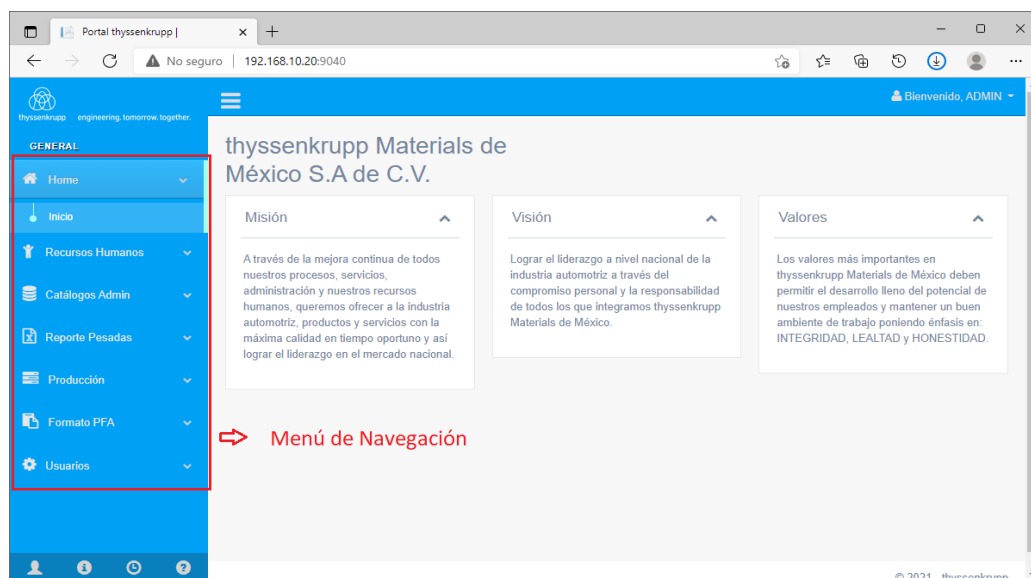 Portal thyssenkrupp |
No seguro | 192.168.10.20:9040
thyssenkrupp engineering.tomorrow.together.
Bienvenido, ADMIN
GENERAL
Home
Inicio
Recursos Humanos
Catálogos Admin
Reporte Pesadas
Producción
Formato PFA
Usuarios
thyssenkrupp Materials de
México S.A de C.V.
Misión
A través de la mejora continua de todos
nuestros procesos, servicios,
administración y nuestros recursos
humanos, queremos ofrecer a la industria
automotriz, productos y servicios con la
máxima calidad en tiempo oportuno y así
lograr el liderazgo en el mercado nacional.
Visión
Lograr el liderazgo a nivel nacional de la
industria automotriz a través del
compromiso personal y la responsabilidad
de todos los que integramos thyssenkrupp
Materials de México.
Valores
Los valores más importantes en
thyssenkrupp Materials de México deben
permitir el desarrollo lleno del potencial de
nuestros empleados y mantener un buen
ambiente de trabajo poniendo énfasis en:
INTEGRIDAD, LEALTAD y HONESTIDAD.
Menú de Navegación
© 2021 - thyssenkrupp